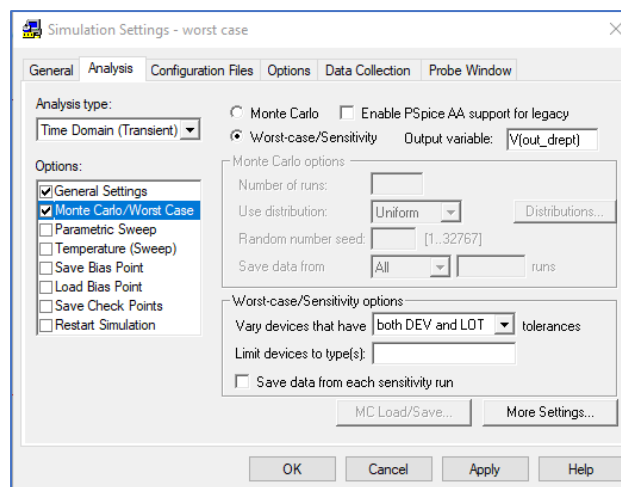 Simulation Settings - worst case
General Analysis Configuration Files Options Data Collection Probe Window
Analysis type:
Time Domain (Transient)
Options:
General Settings
Monte Carlo/Worst Case
Parametric Sweep
Temperature (Sweep)
Save Bias Point
Load Bias Point
Save Check Points
Restart Simulation
Monte Carlo Enable PSpice AA support for legacy
Worst-case/Sensitivity Output variable: V(out_drept)
Monte Carlo options
Number of runs:
Use distribution: Uniform Distributions...
Random number seed: [1..32767]
Save data from All runs
Worst-case/Sensitivity options
Vary devices that have both DEV and LOT tolerances
Limit devices to type(s):
Save data from each sensitivity run
MC Load/Save... More Settings...
OK Cancel Apply Help